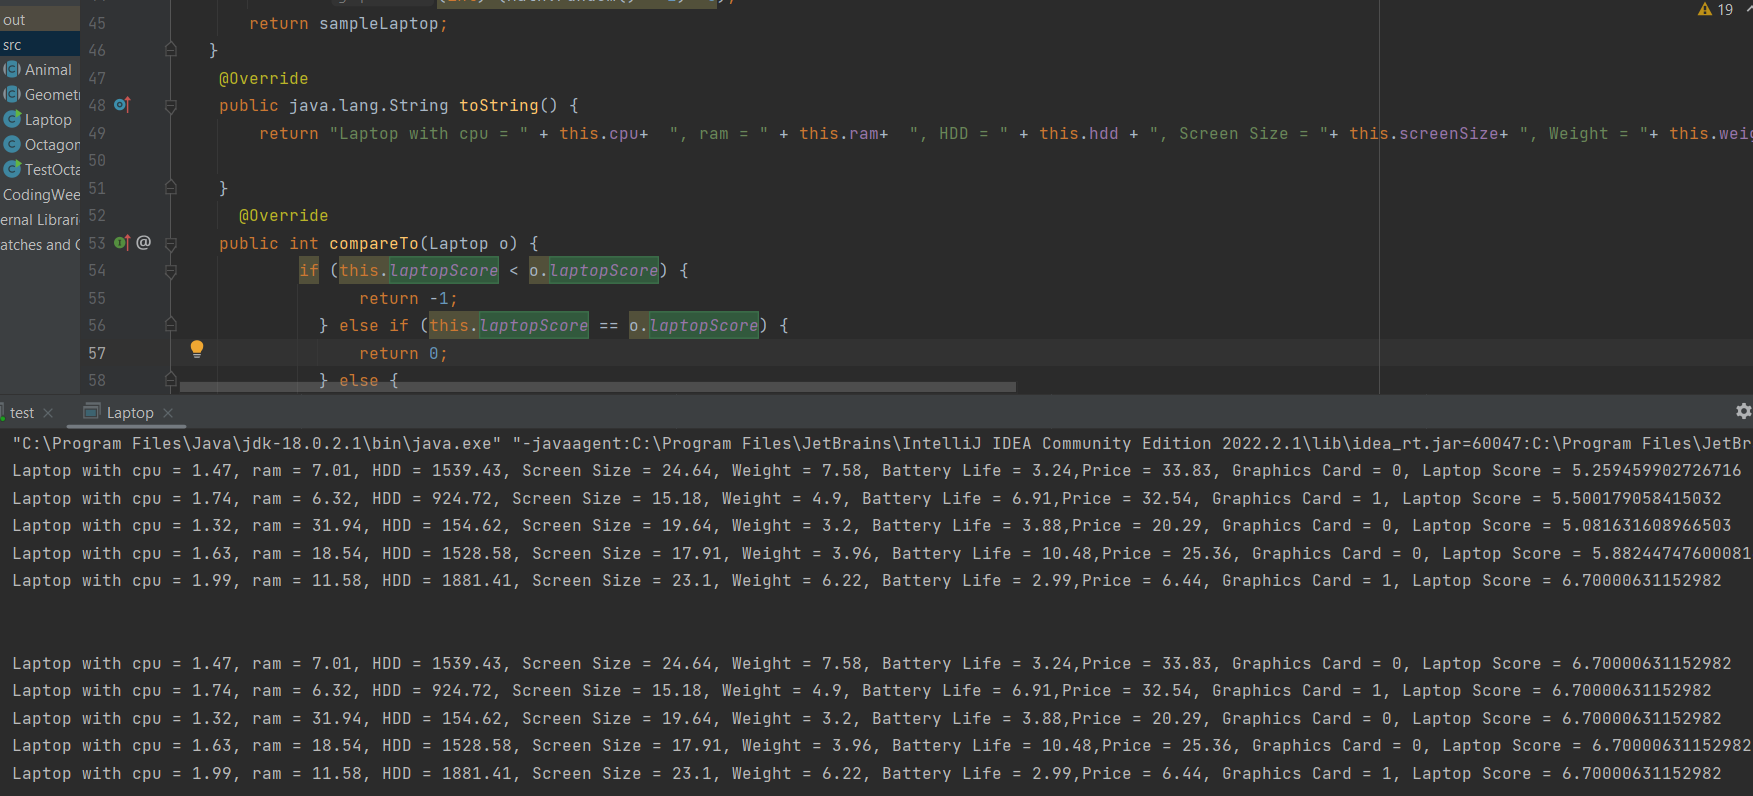 out
src
Animal
Laptop
CodingWee
19
45 return sampleLaptop;
46 }
47 @Override
48 public java.lang.String toString() {
49 return "Laptop with cpu = " + this.cpu+ ", ram = " + this.ram+ ", HDD = " + this.hdd + ", Screen Size = "+ this.screenSize+ ", Weight = "+ this.weig
50
51 }
52 @Override
53 @ public int compareTo(Laptop o) {
54 if (this.laptopScore < o.laptopScore) {
55 return -1;
56 } else if (this.laptopScore == o.laptopScore) {
57 return 0;
58 } else {
test Laptop
"C:\Program Files\Java\jdk-18.0.2.1\bin\java.exe" "-javaagent:C:\Program Files\JetBrains\IntelliJ IDEA Community Edition 2022.2.1\lib\idea_rt.jar=60047:C:\Program Files\JetBr
Laptop with cpu = 1.47, ram = 7.01, HDD = 1539.43, Screen Size = 24.64, Weight = 7.58, Battery Life = 3.24,Price = 33.83, Graphics Card = 0, Laptop Score = 5.259459902726716
Laptop with cpu = 1.74, ram = 6.32, HDD = 924.72, Screen Size = 15.18, Weight = 4.9, Battery Life = 6.91,Price = 32.54, Graphics Card = 1, Laptop Score = 5.500179058415032
Laptop with cpu = 1.32, ram = 31.94, HDD = 154.62, Screen Size = 19.64, Weight = 3.2, Battery Life = 3.88,Price = 20.29, Graphics Card = 0, Laptop Score = 5.081631608966503
Laptop with cpu = 1.63, ram = 18.54, HDD = 1528.58, Screen Size = 17.91, Weight = 3.96, Battery Life = 10.48,Price = 25.36, Graphics Card = 0, Laptop Score = 5.88244747600081
Laptop with cpu = 1.99, ram = 11.58, HDD = 1881.41, Screen Size = 23.1, Weight = 6.22, Battery Life = 2.99,Price = 6.44, Graphics Card = 1, Laptop Score = 6.70000631152982
Laptop with cpu = 1.47, ram = 7.01, HDD = 1539.43, Screen Size = 24.64, Weight = 7.58, Battery Life = 3.24,Price = 33.83, Graphics Card = 0, Laptop Score = 6.70000631152982
Laptop with cpu = 1.74, ram = 6.32, HDD = 924.72, Screen Size = 15.18, Weight = 4.9, Battery Life = 6.91,Price = 32.54, Graphics Card = 1, Laptop Score = 6.70000631152982
Laptop with cpu = 1.32, ram = 31.94, HDD = 154.62, Screen Size = 19.64, Weight = 3.2, Battery Life = 3.88,Price = 20.29, Graphics Card = 0, Laptop Score = 6.70000631152982
Laptop with cpu = 1.63, ram = 18.54, HDD = 1528.58, Screen Size = 17.91, Weight = 3.96, Battery Life = 10.48,Price = 25.36, Graphics Card = 0, Laptop Score = 6.70000631152982
Laptop with cpu = 1.99, ram = 11.58, HDD = 1881.41, Screen Size = 23.1, Weight = 6.22, Battery Life = 2.99,Price = 6.44, Graphics Card = 1, Laptop Score = 6.70000631152982